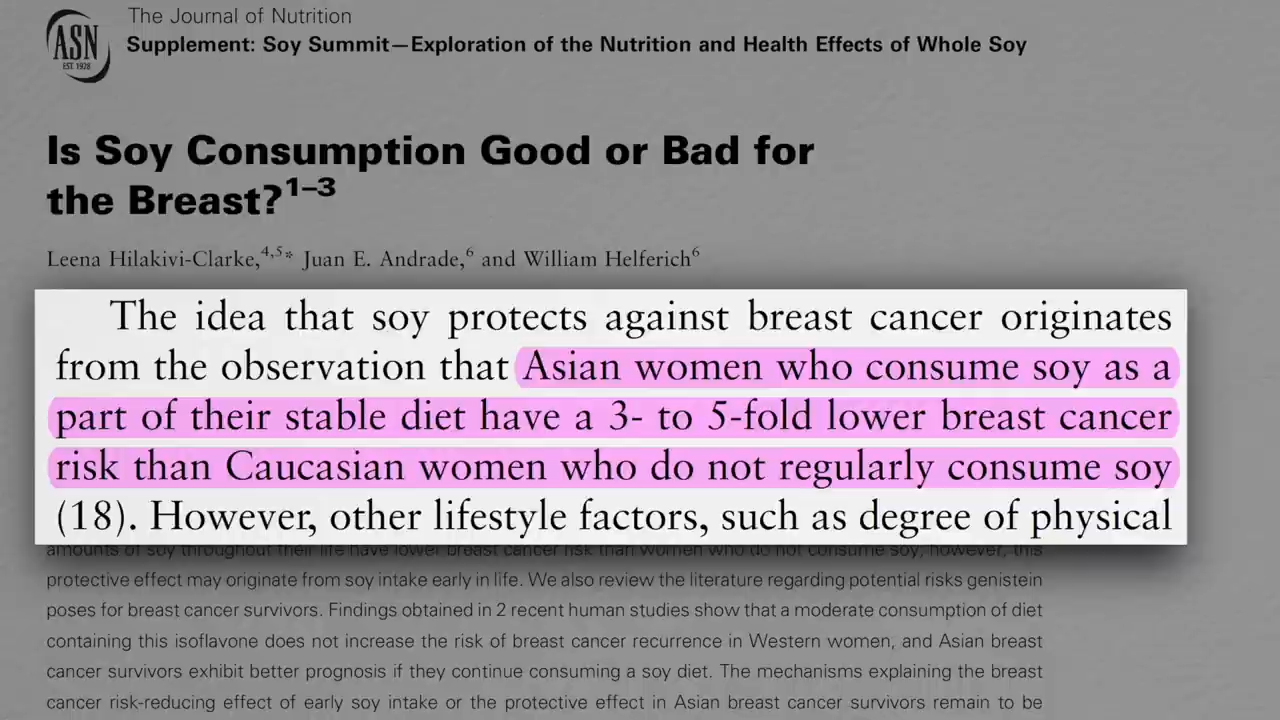 The Journal of Nutrition
ASN
EST. 1928
Supplement: Soy Summit—Exploration of the Nutrition and Health Effects of Whole Soy
Is Soy Consumption Good or Bad for
the Breast?1–3
Leena Hilakivi-Clarke,4,5* Juan E. Andrade,6 and William Helferich6
The idea that soy protects against breast cancer originates
from the observation that Asian women who consume soy as a
part of their stable diet have a 3- to 5-fold lower breast cancer
risk than Caucasian women who do not regularly consume soy
(18). However, other lifestyle factors, such as degree of physical
amounts of soy throughout their life have lower breast cancer risk than women who do not consume soy; however, this
protective effect may originate from soy intake early in life. We also review the literature regarding potential risks genistein
poses for breast cancer survivors. Findings obtained in 2 recent human studies show that a moderate consumption of diet
containing this isoflavone does not increase the risk of breast cancer recurrence in Western women, and Asian breast
cancer survivors exhibit better prognosis if they continue consuming a soy diet. The mechanisms explaining the breast
cancer risk-reducing effect of early soy intake or the protective effect in Asian breast cancer survivors remain to be